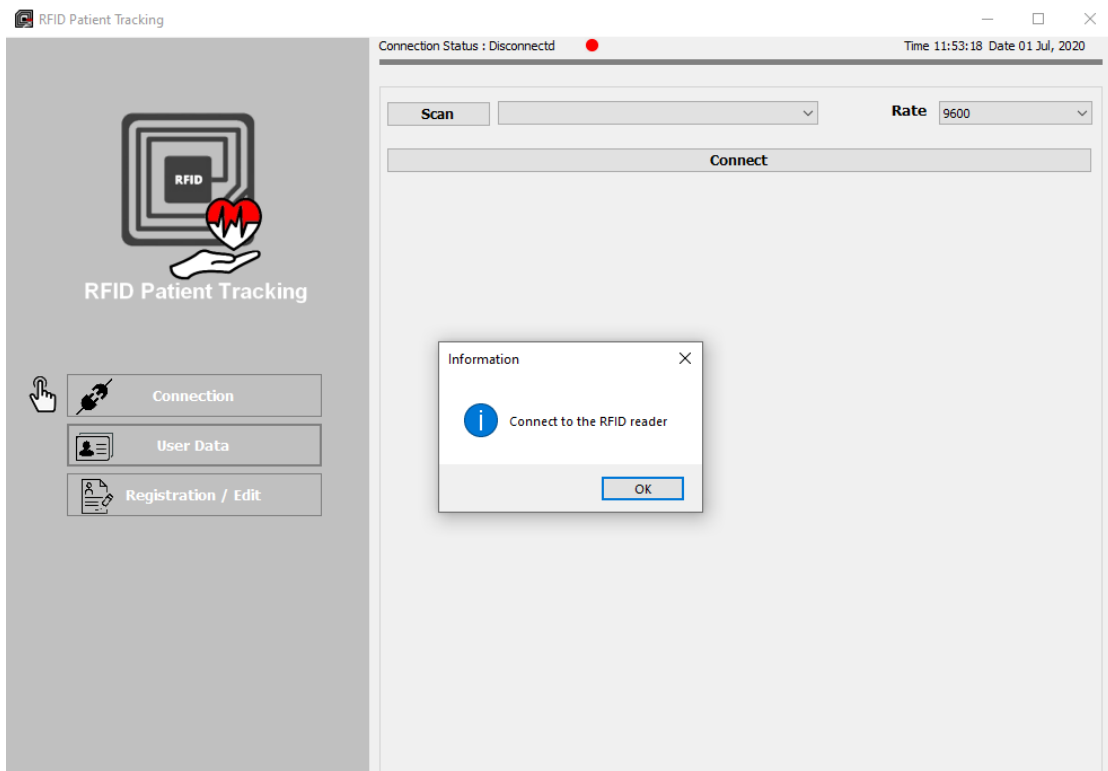 RFID Patient Tracking
Connection Status : Disconnectd
Time 11:53:18 Date 01 Jul, 2020
RFID
RFID Patient Tracking
Connection
User Data
Registration / Edit
Scan
Rate 9600
Connect
Information
Connect to the RFID reader
OK